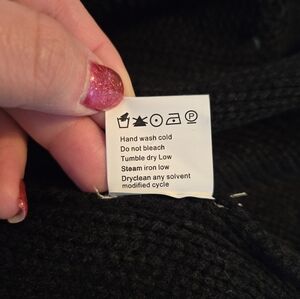 P
Hand wash cold
Do not bleach
Tumble dry Low
Steam iron low
Dryclean any solvent
modified cycle